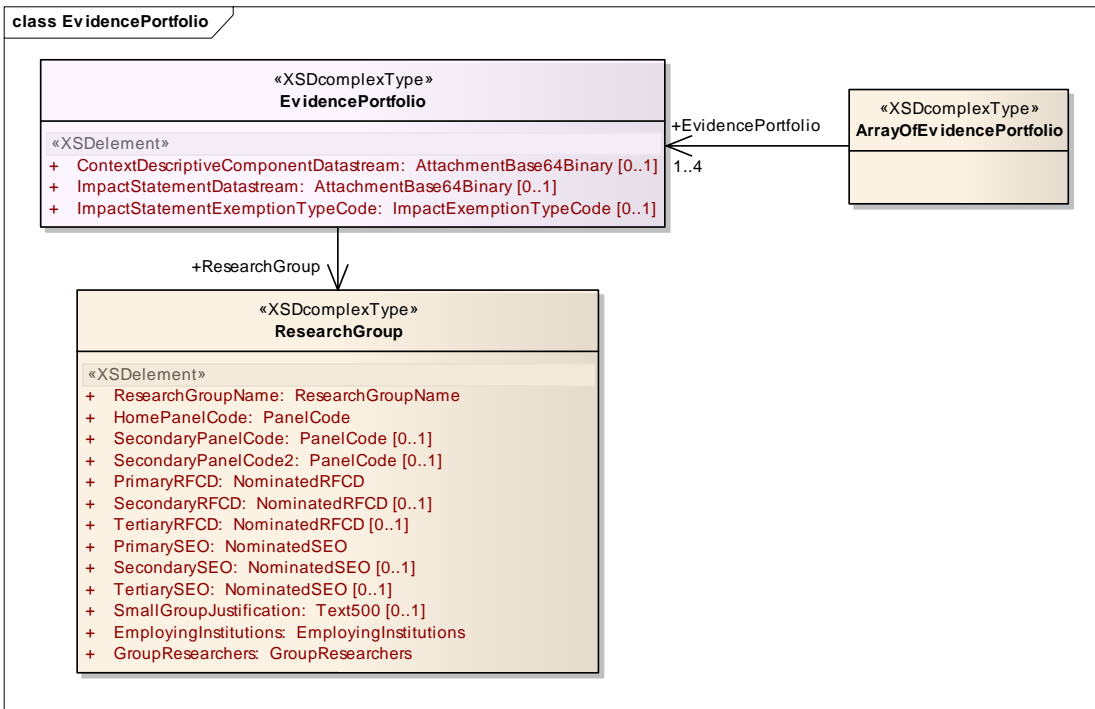 class EvidencePortfolio
«XSDcomplexType»
EvidencePortfolio
«XSDelement»
+ ContextDescriptiveComponentDatastream: AttachmentBase64Binary [0..1]
+ ImpactStatementDatastream: AttachmentBase64Binary [0..1]
+ ImpactStatementExemptionTypeCode: ImpactExemptionTypeCode [0..1]
+EvidencePortfolio
1..4
«XSDcomplexType»
ArrayOfEvidencePortfolio
+ResearchGroup
«XSDcomplexType»
ResearchGroup
«XSDelement»
+ ResearchGroupName: ResearchGroupName
+ HomePanelCode: PanelCode
+ SecondaryPanelCode: PanelCode [0..1]
+ SecondaryPanelCode2: PanelCode [0..1]
+ PrimaryRFCD: NominatedRFCD
+ SecondaryRFCD: NominatedRFCD [0..1]
+ TertiaryRFCD: NominatedRFCD [0..1]
+ PrimarySEO: NominatedSEO
+ SecondarySEO: NominatedSEO [0..1]
+ TertiarySEO: NominatedSEO [0..1]
+ SmallGroupJustification: Text500 [0..1]
+ EmployingInstitutions: EmployingInstitutions
+ GroupResearchers: GroupResearchers